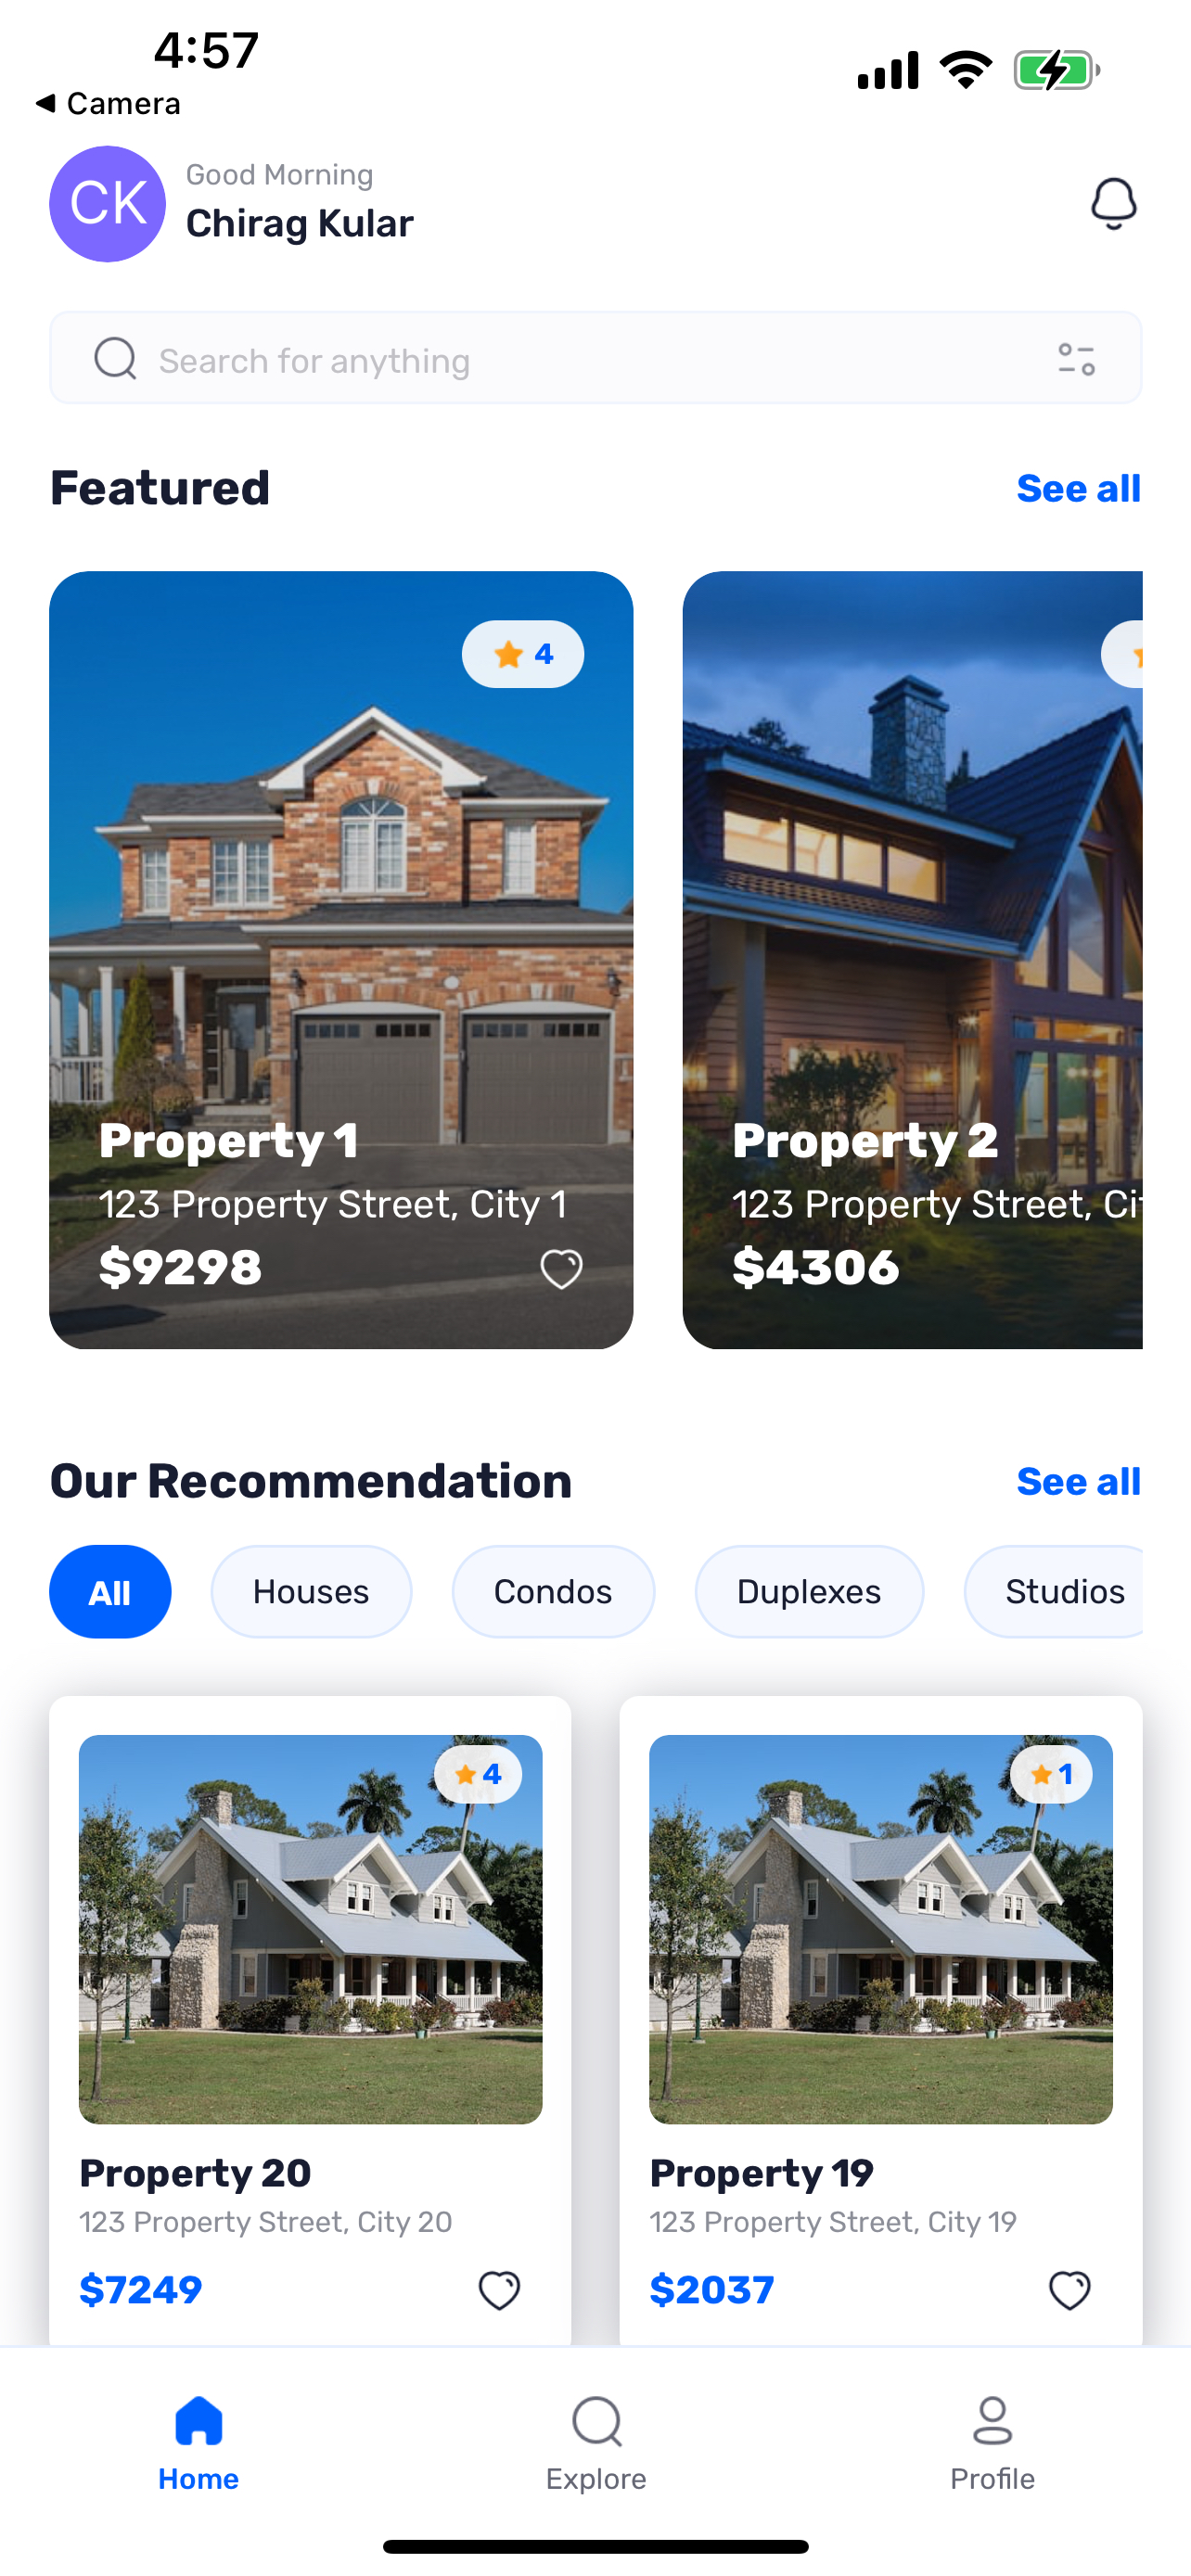 4:57
Camera
CK
Good Morning
Chirag Kular
Search for anything
Featured
See all
4
Property 1
123 Property Street, City 1
$9298
Property 2
123 Property Street,
$4306
Our Recommendation
See all
All
Houses
Condos
Duplexes
Studios
4
Property 20
123 Property Street, City 20
$7249
1
Property 19
123 Property Street, City 19
$2037
Home
Explore
Profile